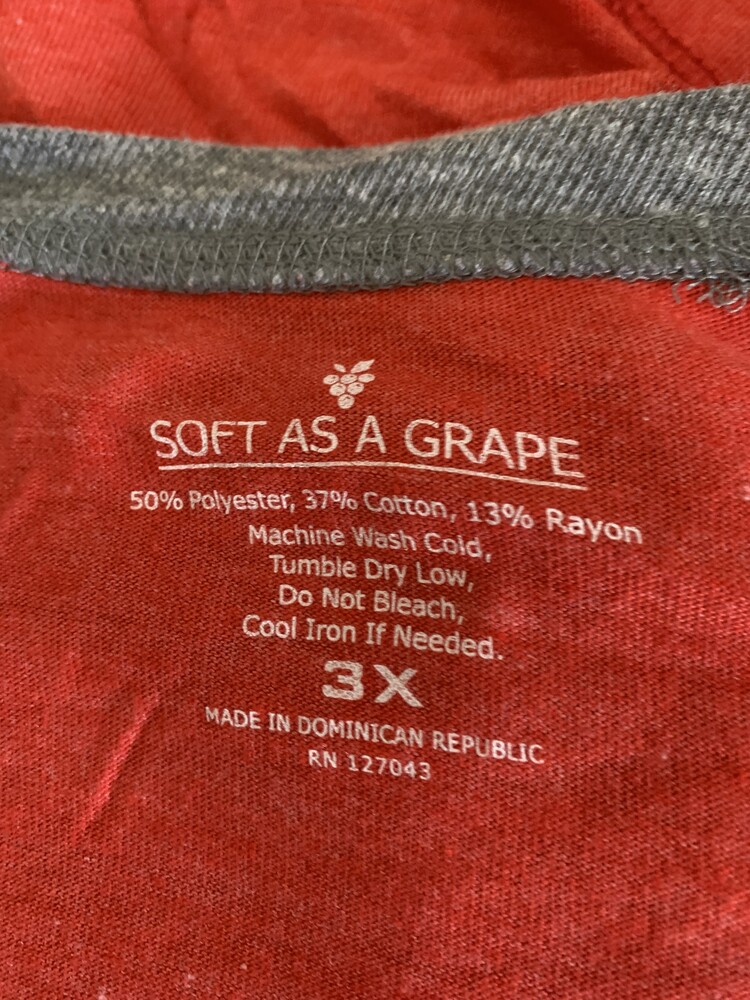 SOFT AS A GRAPE
50% Polyester, 37% Cotton, 13% Rayon
Machine Wash Cold,
Tumble Dry Low,
Do Not Bleach,
Cool Iron If Needed.
3X
MADE IN DOMINICAN REPUBLIC
RN 127043